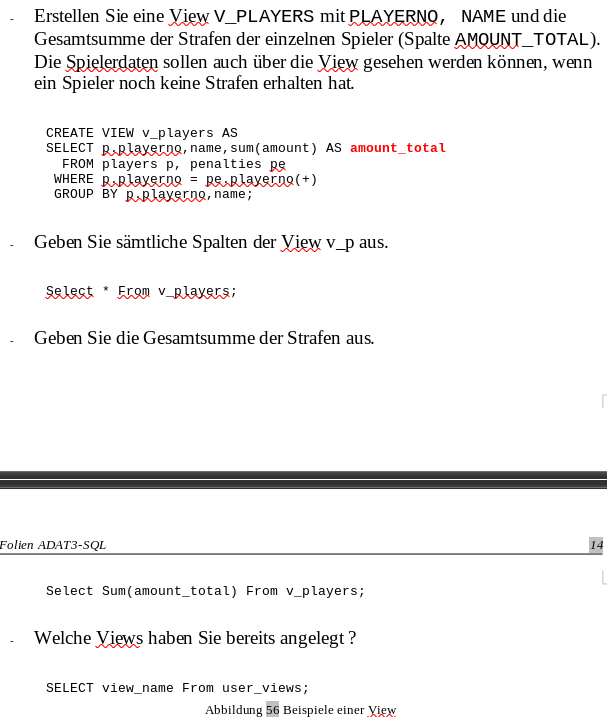 - Erstellen Sie eine View V_PLAYERS mit PLAYERNO, NAME und die
Gesamtsumme der Strafen der einzelnen Spieler (Spalte AMOUNT_TOTAL).
Die Spielerdaten sollen auch über die View gesehen werden können, wenn
ein Spieler noch keine Strafen erhalten hat.
CREATE VIEW v_players AS
SELECT p.playerno,name,sum(amount) AS amount_total
FROM players p, penalties pe
WHERE p.playerno = pe.playerno(+)
GROUP BY p.playerno,name;
- Geben Sie sämtliche Spalten der View v_p aus.
Select * From v_players;
- Geben Sie die Gesamtsumme der Strafen aus.
Folien ADAT3-SQL 14
Select Sum(amount_total) From v_players;
- Welche Views haben Sie bereits angelegt ?
SELECT view_name From user_views;
Abbildung 56 Beispiele einer View